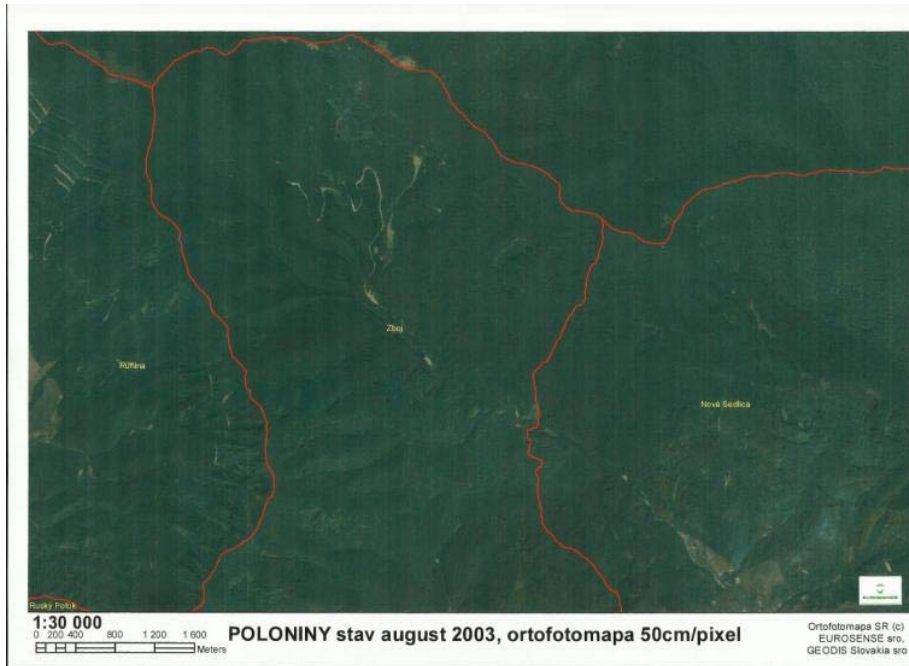 Zboj
Nová Sedlica
Ruský Potok
1:30 000
0 200 400 800 1 200 1 600
Meters
POLONINY stav august 2003, ortofotomapa 50cm/pixel
EUROSENSE
Ortofotomapa SR (c)
EUROSENSE sro,
GEODIS Slovakia sro